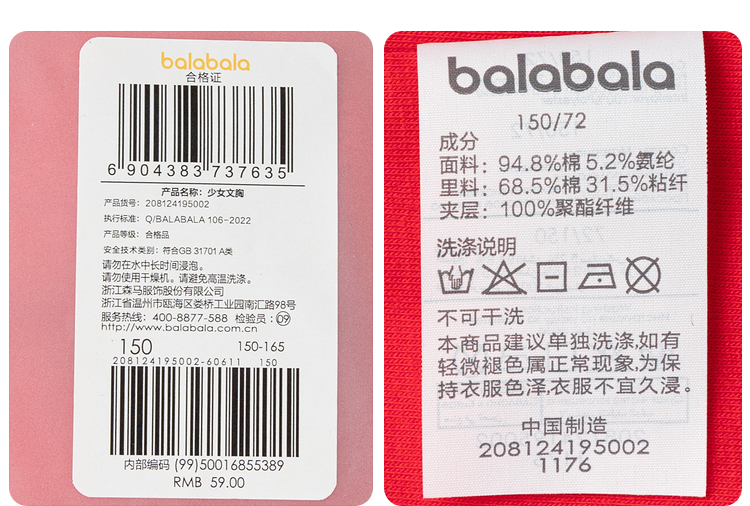 balabala
合格证
6 904383 737635
产品名称：少女文胸
产品货号：208124195002
执行标准：Q/BALABALA 106-2022
产品等级：合格品
安全技术类别：符合GB 31701 A类
请勿在水中长时间浸泡。
请勿使用干燥机。请避免高温洗涤。
浙江森马服饰股份有限公司
浙江省温州市瓯海区娄桥工业园南汇路98号
服务热线：400-8877-588 检验员：09
http://www.balabala.com.cn
150 150-165
208124195002-60611 150
内部编码 (99)50016855389
RMB 59.00
balabala
150/72
成分
面料：94.8%棉 5.2%氨纶
里料：68.5%棉 31.5%粘纤
夹层：100%聚酯纤维
洗涤说明
不可干洗
本商品建议单独洗涤,如有
轻微褪色属正常现象,为保
持衣服色泽,衣服不宜久浸。
中国制造
208124195002
1176